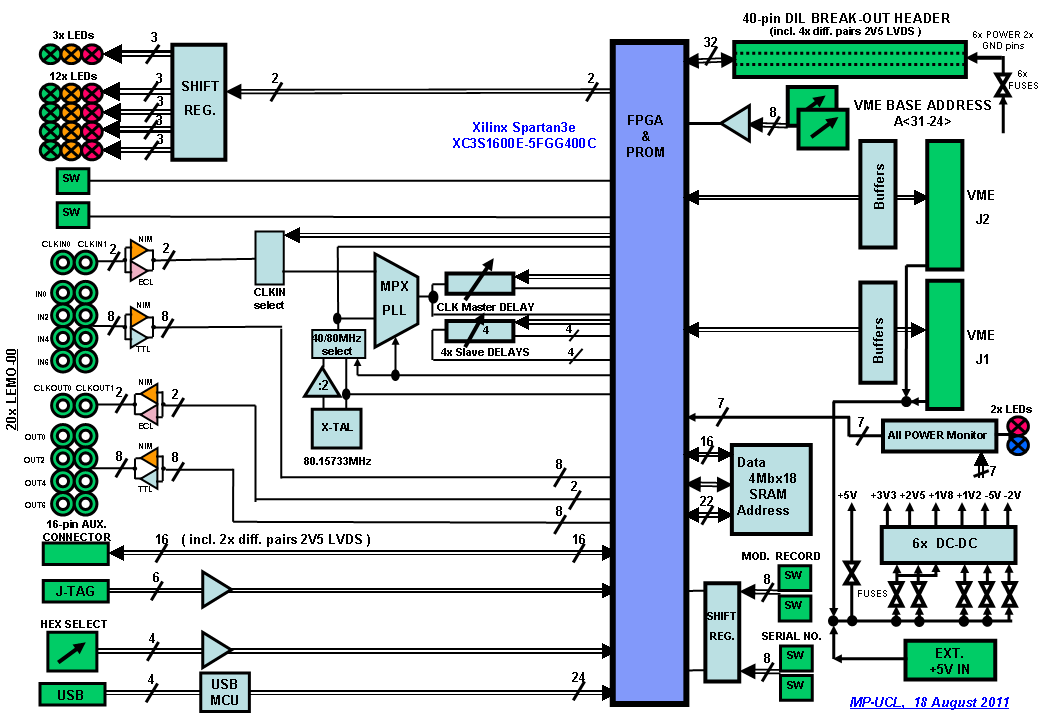 3x LEDs
3
12x LEDs
3
3
3
3
SHIFT
REG.
2
2
Xilinx Spartan3e
XC3S1600E-5FGG400C
FPGA
&
PROM
40-pin DIL BREAK-OUT HEADER
(incl. 4x diff. pairs 2V5 LVDS )
32
6x POWER 2x
GND pins
6x
FUSES
8
VME BASE ADDRESS
A<31-24>
SW
SW
Buffers
VME
J2
Buffers
VME
J1
CLKIN0 CLKIN1
2
NIM
ECL
2
CLKIN
select
IN0
IN2
IN4
IN6
8
NIM
TTL
8
MPX
PLL
CLK Master DELAY
4
4x Slave DELAYS
4
4
40/80MHz
select
:2
X-TAL
80.15733MHz
20x LEMO-00
CLKOUT0 CLKOUT1
2
NIM
ECL
2
OUT0
OUT2
OUT4
OUT6
8
NIM
TTL
8
8
2
8
7
7
All POWER Monitor
2x LEDs
7
16
22
Data
4Mbx18
SRAM
Address
+5V
+3V3 +2V5 +1V8 +1V2 -5V -2V
6x DC-DC
FUSES
16-pin AUX.
CONNECTOR
16
( incl. 2x diff. pairs 2V5 LVDS )
16
J-TAG
6
HEX SELECT
4
USB
4
USB
MCU
24
MOD. RECORD
8
SW
SW
SHIFT
REG.
SERIAL NO.
8
SW
SW
EXT.
+5V IN
MP-UCL, 18 August 2011